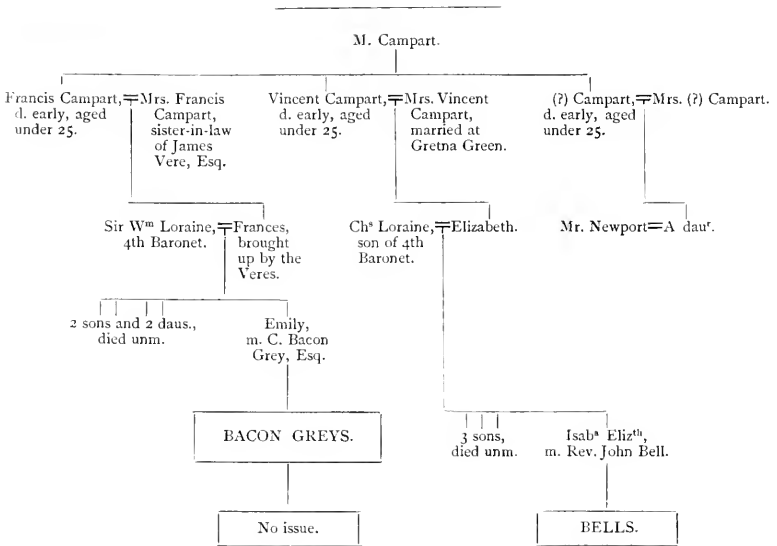 M. Campart.
Francis Campart,
d. early, aged
under 25.
Mrs. Francis
Campart,
sister-in-law
of James
Vere, Esq.
Vincent Campart,
d. early, aged
under 25.
Mrs. Vincent
Campart,
married at
Gretna Green.
(?) Campart,
d. early, aged
under 25.
Mrs. (?) Campart.
Sir Wᵐ Loraine,
4th Baronet.
Frances,
brought
up by the
Veres.
Chˢ Loraine,
son of 4th
Baronet.
Elizabeth.
Mr. Newport=A dauʳ.
2 sons and 2 daus.,
died unm.
Emily,
m. C. Bacon
Grey, Esq.
BACON GREYS.
3 sons,
died unm.
Isabᵃ Elizᵗʰ,
m. Rev. John Bell.
No issue.
BELLS.